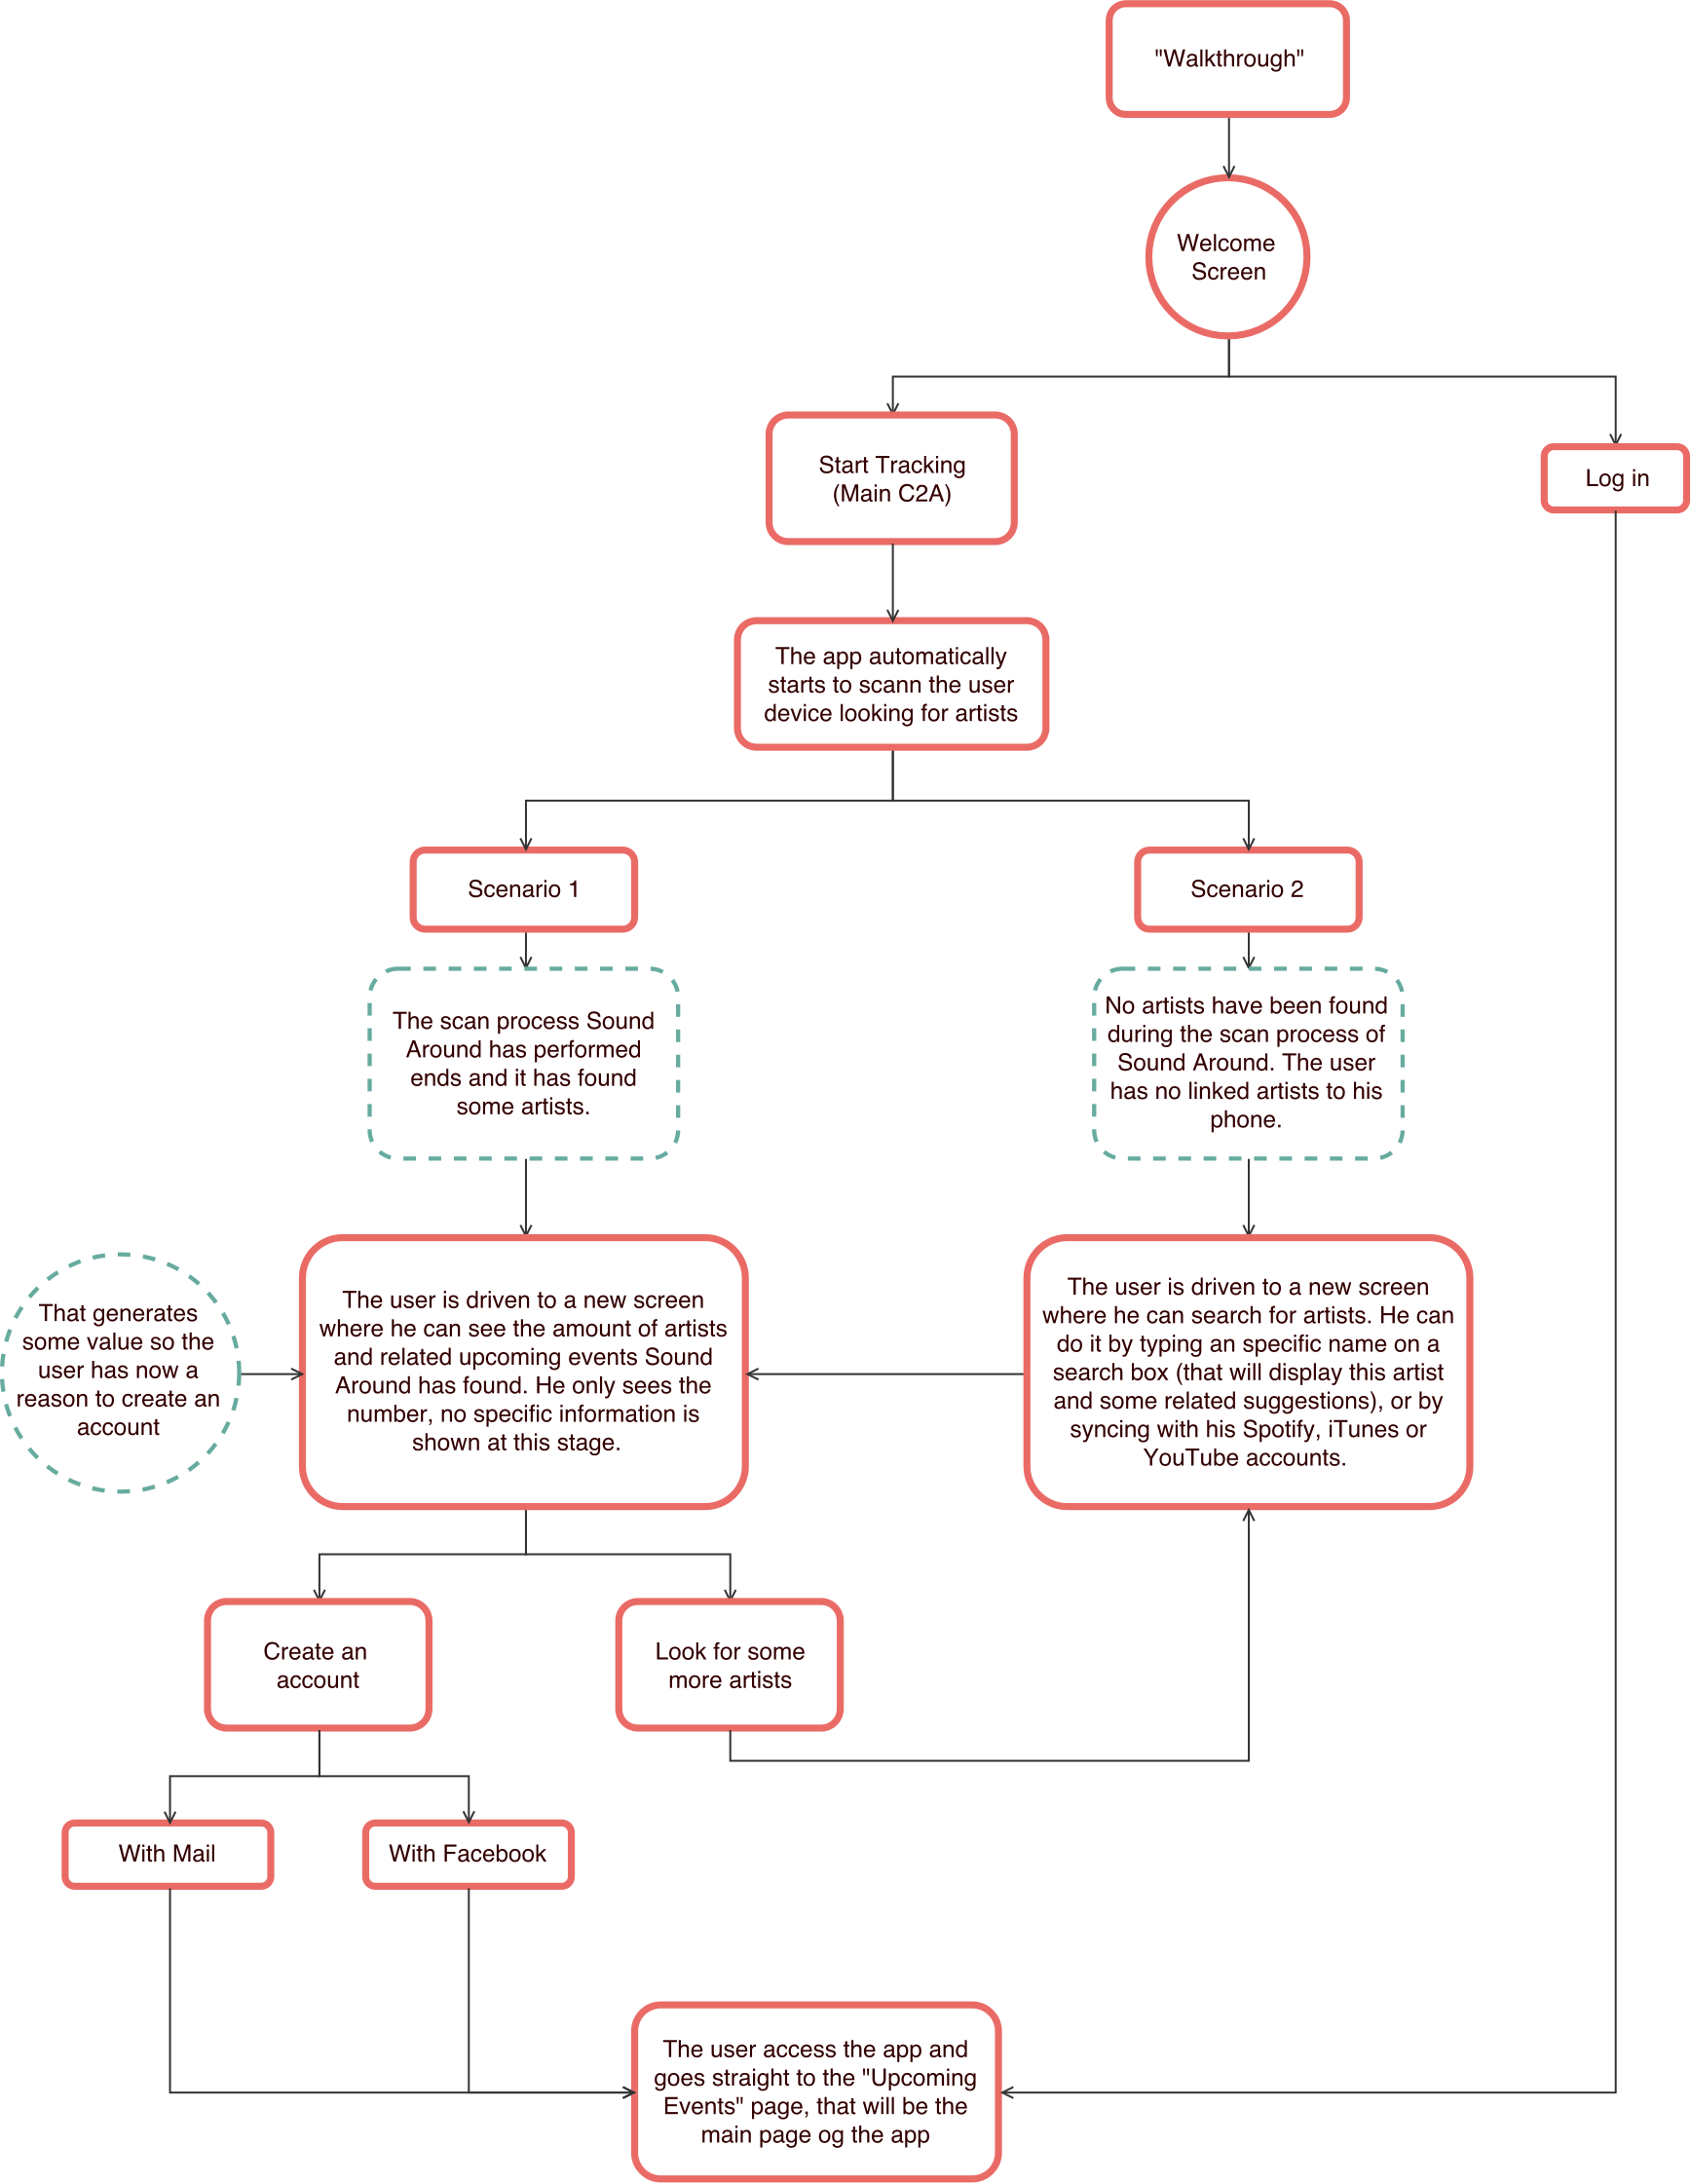 "Walkthrough"
Welcome
Screen
Start Tracking
(Main C2A)
Log in
The app automatically
starts to scann the user
device looking for artists
Scenario 1
Scenario 2
The scan process Sound
Around has performed
ends and it has found
some artists.
No artists have been found
during the scan process of
Sound Around. The user
has no linked artists to his
phone.
That generates
some value so the
user has now a
reason to create an
account
The user is driven to a new screen
where he can see the amount of artists
and related upcoming events Sound
Around has found. He only sees the
number, no specific information is
shown at this stage.
The user is driven to a new screen
where he can search for artists. He can
do it by typing an specific name on a
search box (that will display this artist
and some related suggestions), or by
syncing with his Spotify, iTunes or
YouTube accounts.
Create an
account
Look for some
more artists
With Mail
With Facebook
The user access the app and
goes straight to the "Upcoming
Events" page, that will be the
main page og the app